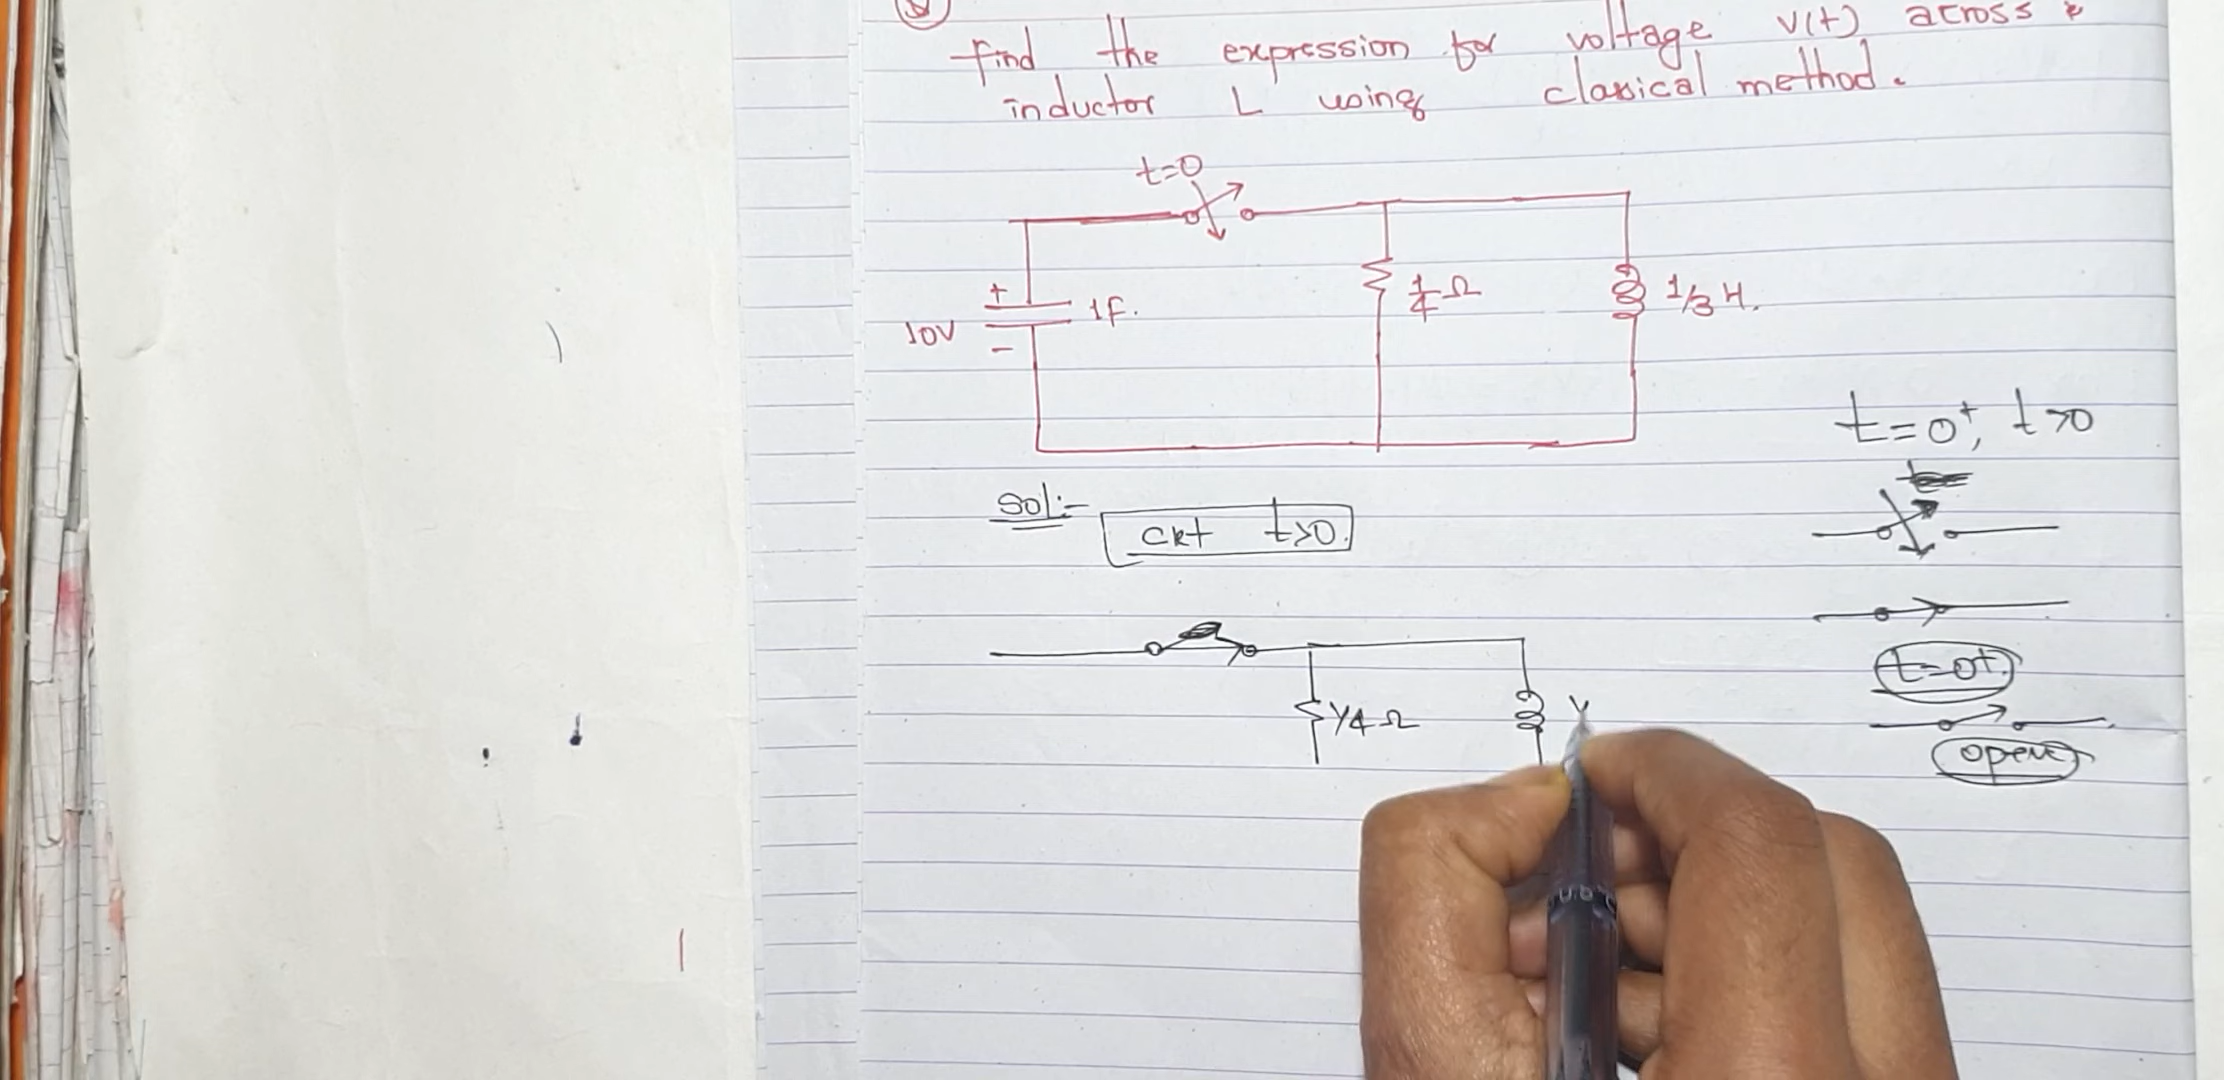 Find the expression for voltage v(t) across
inductor L using clasical method.
t=0
+
10V
-
1F.
1/4 Ω
1/3 H.
t=0⁺, t>0
sol:-
ckt t>0.
t=0+.
1/4 Ω
open